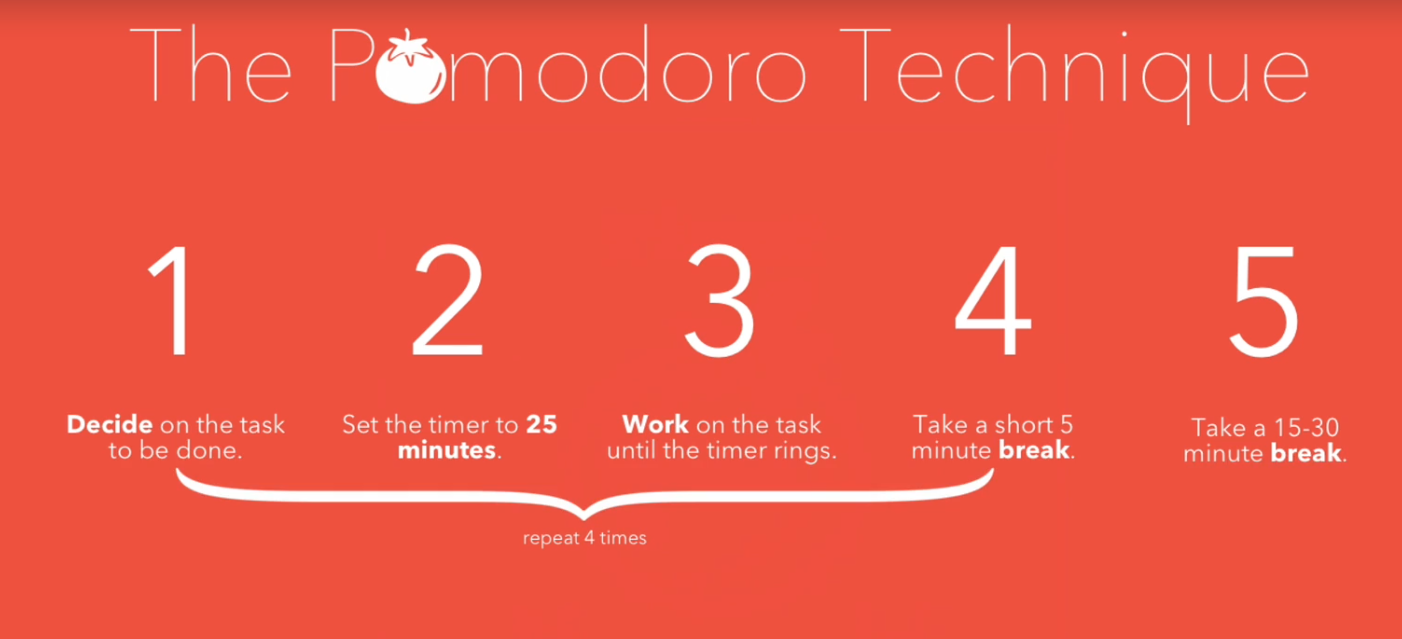 The Pomodoro Technique
1
2
3
4
5
Decide on the task
to be done.
Set the timer to 25
minutes.
Work on the task
until the timer rings.
Take a short 5
minute break.
Take a 15-30
minute break.
repeat 4 times